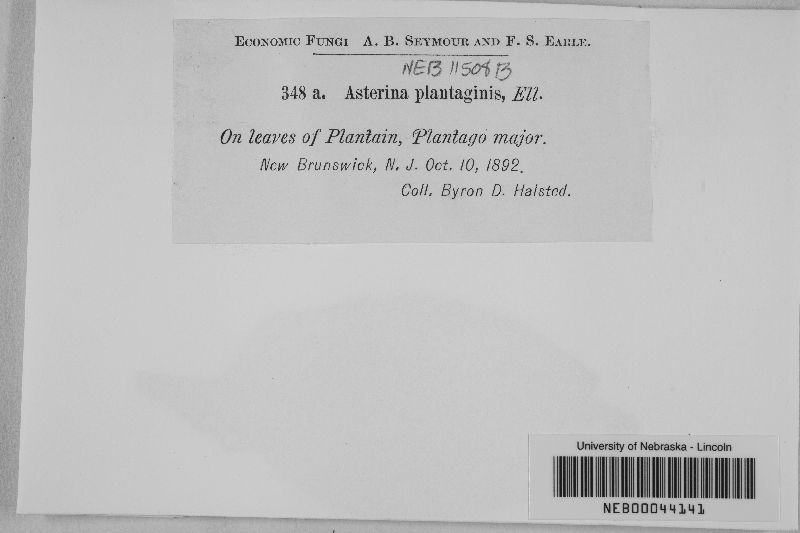 Economic Fungi A. B. Seymour and F. S. Earle.
NEB 11508B
348 a. Asterina plantaginis, Ell.
On leaves of Plantain, Plantago major.
New Brunswick, N. J. Oct. 10, 1892.
Coll. Byron D. Halsted.
University of Nebraska - Lincoln
NEB00044141